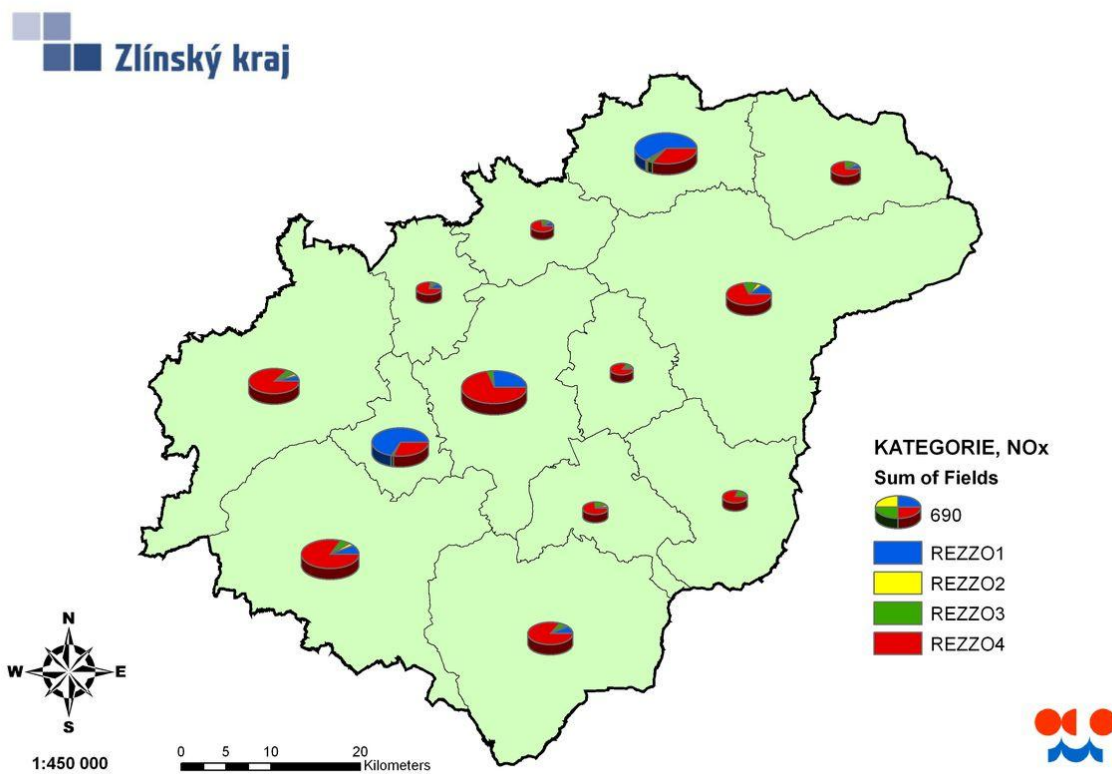 Zlínský kraj
KATEGORIE, NOx
Sum of Fields
690
REZZO1
REZZO2
REZZO3
REZZO4
N
W E
S
1:450 000
0 5 10 20
Kilometers